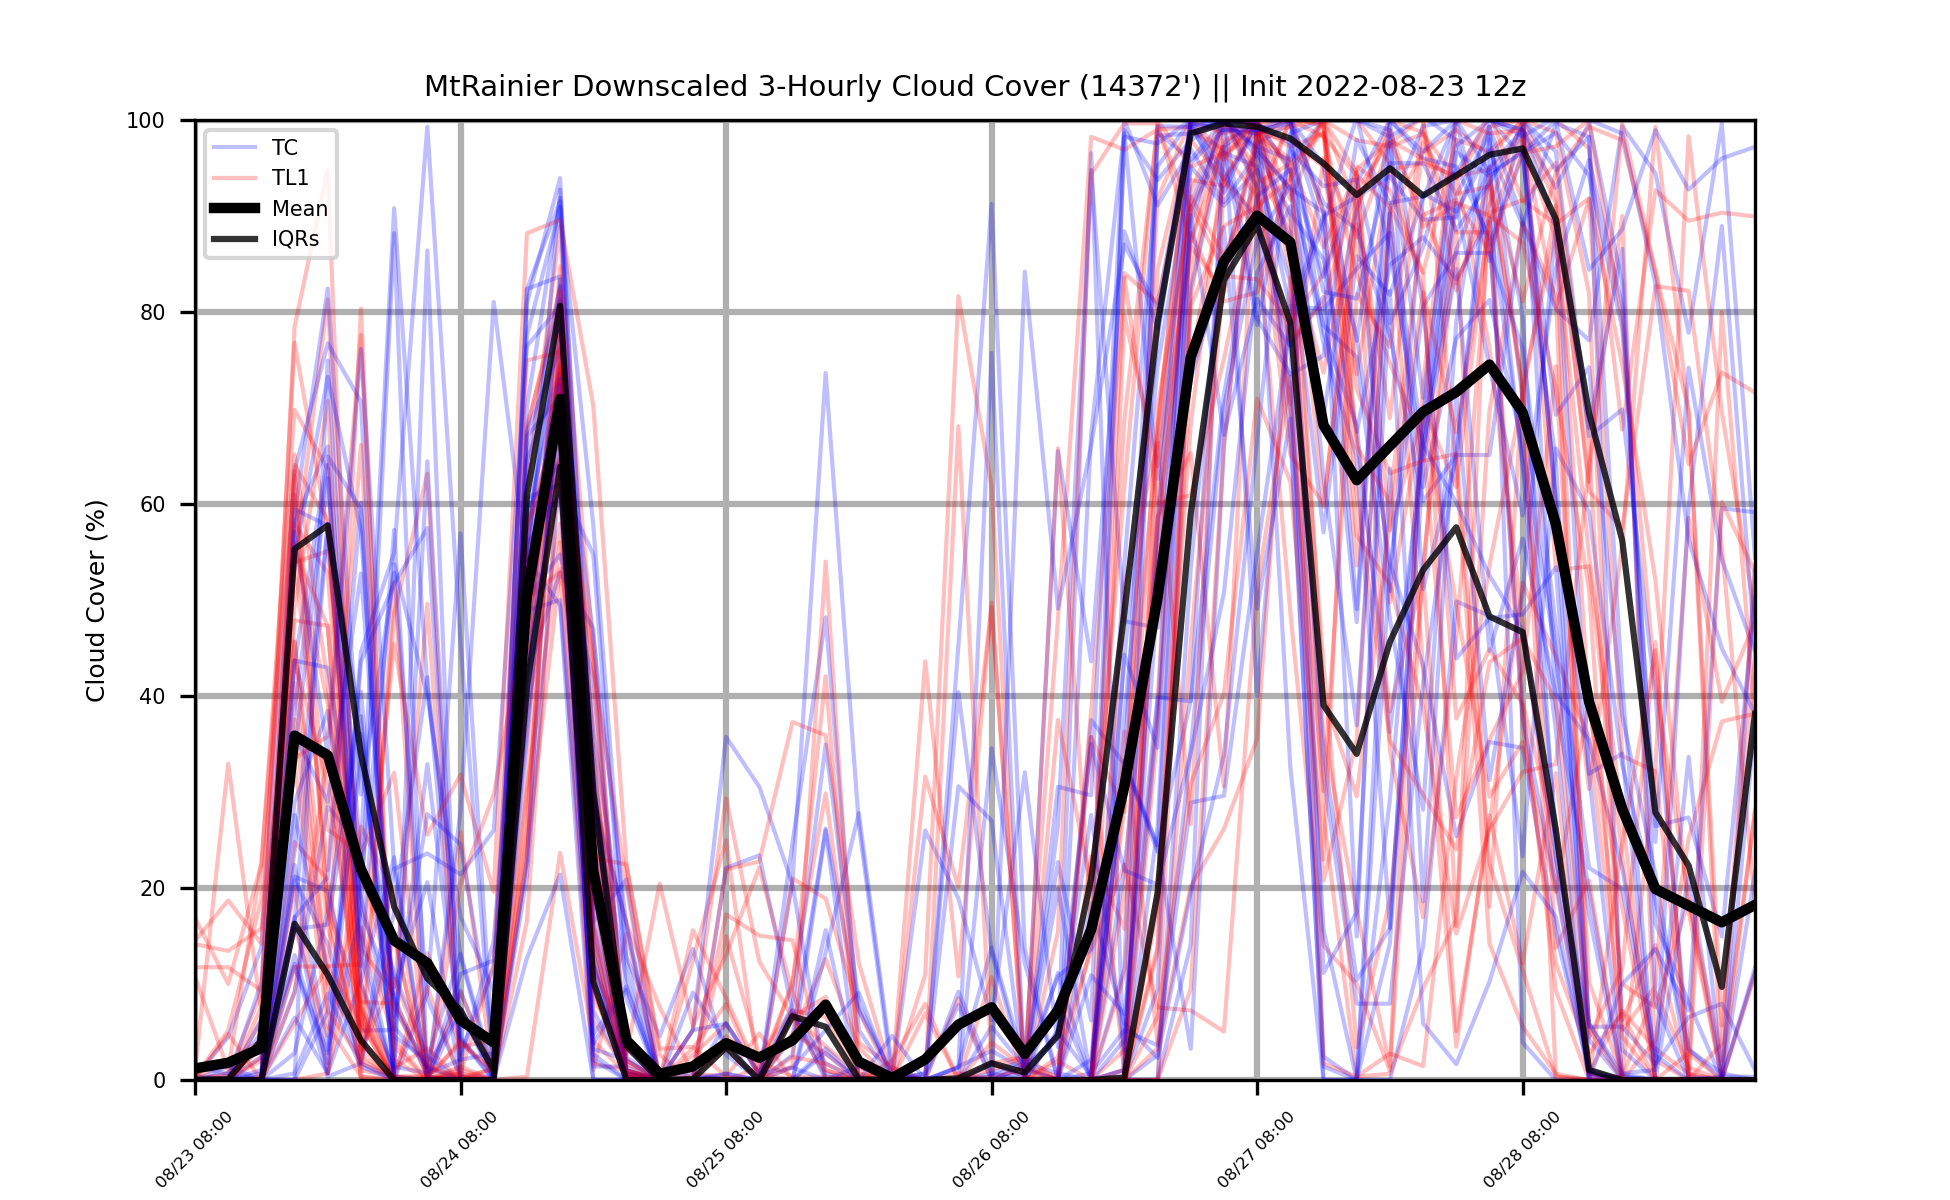 MtRainier Downscaled 3-Hourly Cloud Cover (14372') || Init 2022-08-23 12z
TC
TL1
Mean
IQRs
Cloud Cover (%)
100
80
60
40
20
0
08/23 08:00
08/24 08:00
08/25 08:00
08/26 08:00
08/27 08:00
08/28 08:00